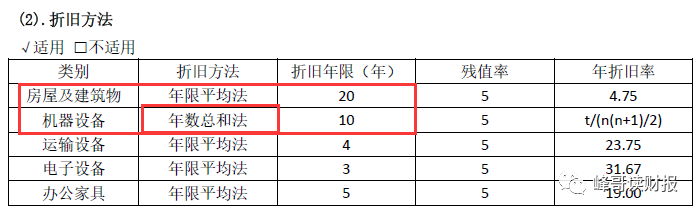 (2).折旧方法
√适用 □不适用
类别 折旧方法 折旧年限（年） 残值率 年折旧率
房屋及建筑物 年限平均法 20 5 4.75
机器设备 年数总和法 10 5 t/(n(n+1)/2)
运输设备 年限平均法 4 5 23.75
电子设备 年限平均法 3 5 31.67
办公家具 年限平均法 5 5 19.00
峰哥读财报